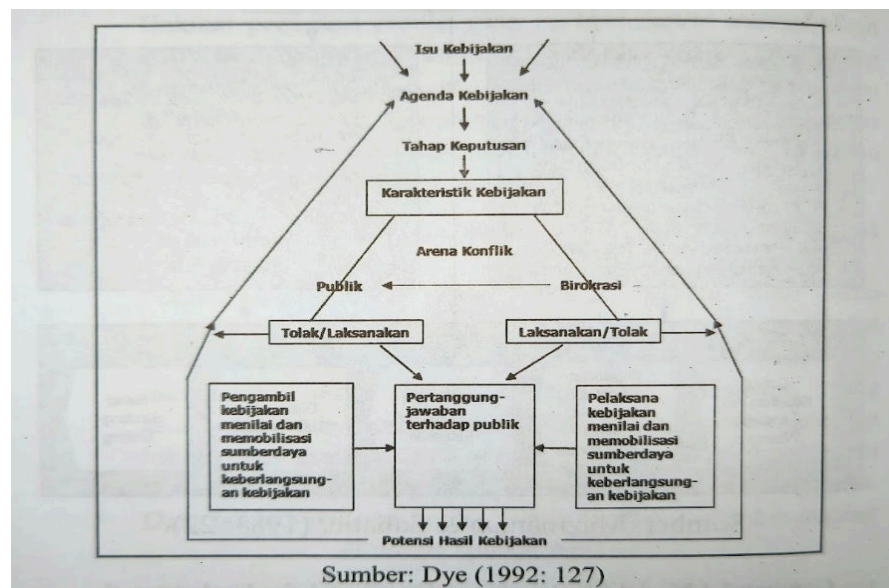 Isu Kebijakan
Agenda Kebijakan
Tahap Keputusan
Karakteristik Kebijakan
Arena Konflik
Publik
Birokrasi
Tolak/Laksanakan
Laksanakan/Tolak
Pengambil
kebijakan
menilai dan
memobilisasi
sumberdaya
untuk
keberlangsung-
an kebijakan
Pertanggung-
jawaban
terhadap publik
Pelaksana
kebijakan
menilai dan
memobilisasi
sumberdaya
untuk
keberlangsung-
an kebijakan
Potensi Hasil Kebijakan
Sumber: Dye (1992: 127)